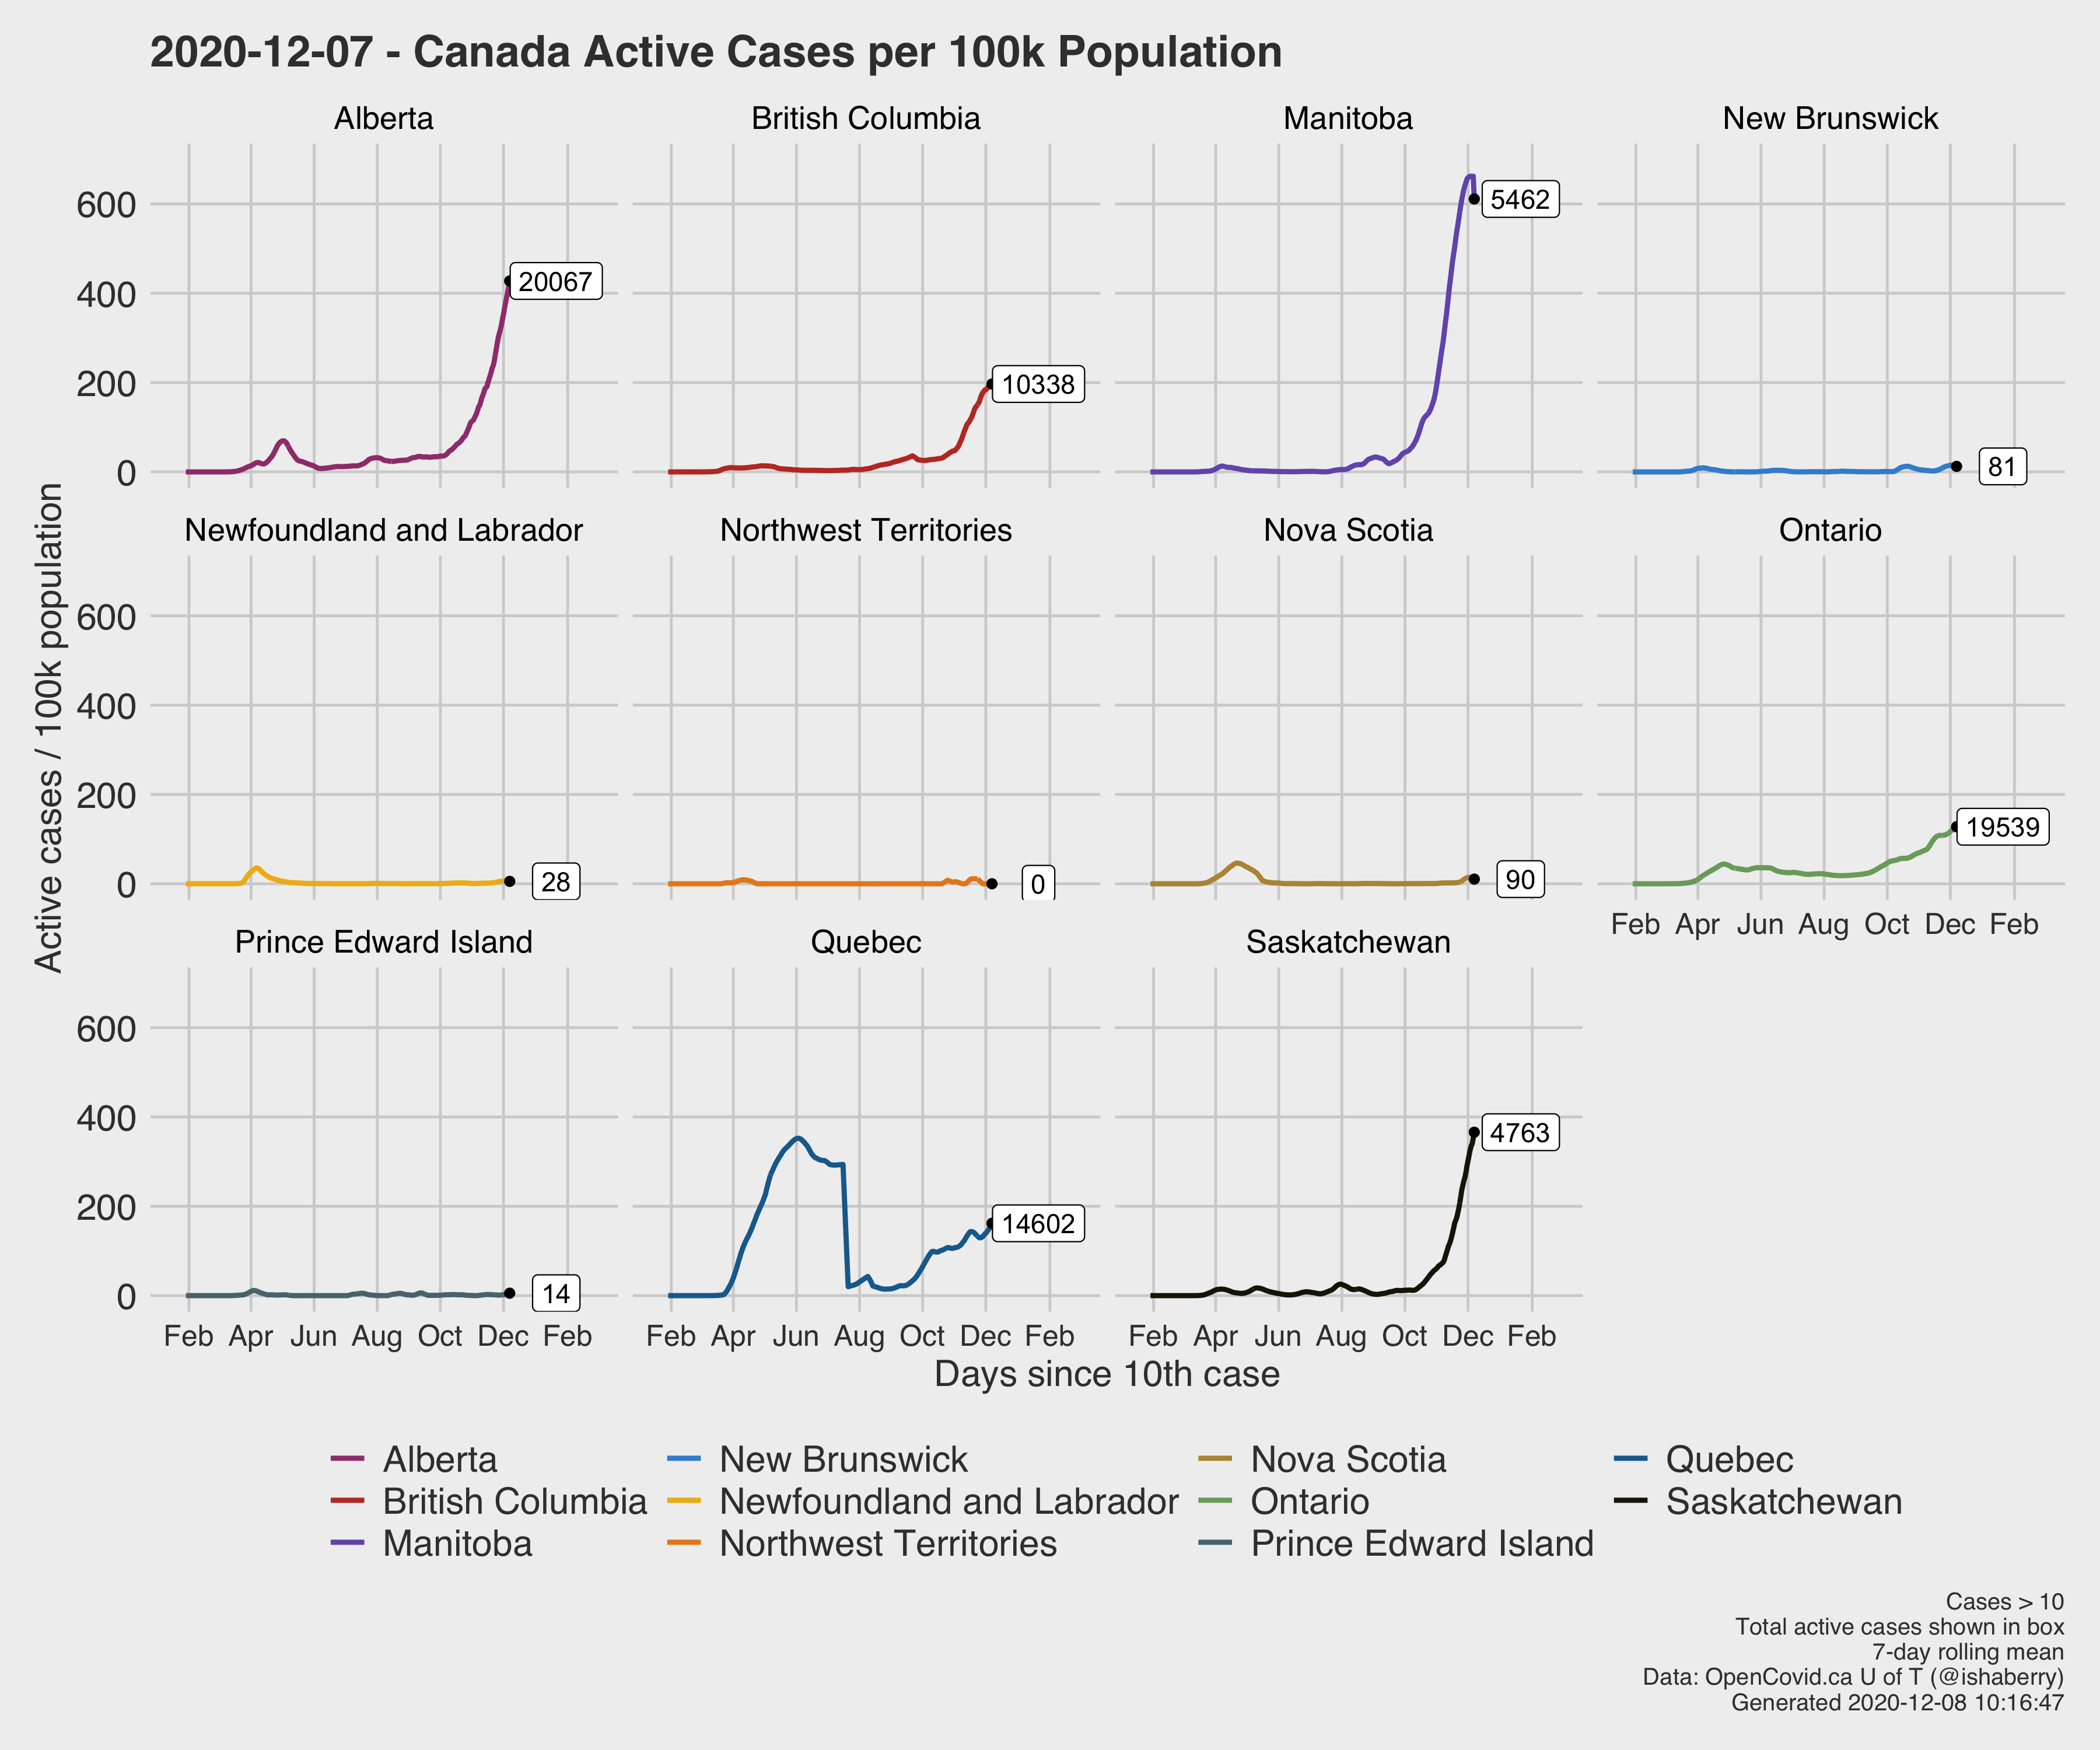 2020-12-07 - Canada Active Cases per 100k Population
Alberta
British Columbia
Manitoba
New Brunswick
600
400
200
0
20067
10338
5462
81
Newfoundland and Labrador
Northwest Territories
Nova Scotia
Ontario
600
400
200
0
28
0
90
19539
Feb Apr Jun Aug Oct Dec Feb
Prince Edward Island
Quebec
Saskatchewan
600
400
200
0
14
14602
4763
Feb Apr Jun Aug Oct Dec Feb
Feb Apr Jun Aug Oct Dec Feb
Feb Apr Jun Aug Oct Dec Feb
Active cases / 100k population
Days since 10th case
Alberta
British Columbia
Manitoba
New Brunswick
Newfoundland and Labrador
Northwest Territories
Nova Scotia
Ontario
Prince Edward Island
Quebec
Saskatchewan
Cases > 10
Total active cases shown in box
7-day rolling mean
Data: OpenCovid.ca U of T (@ishaberry)
Generated 2020-12-08 10:16:47